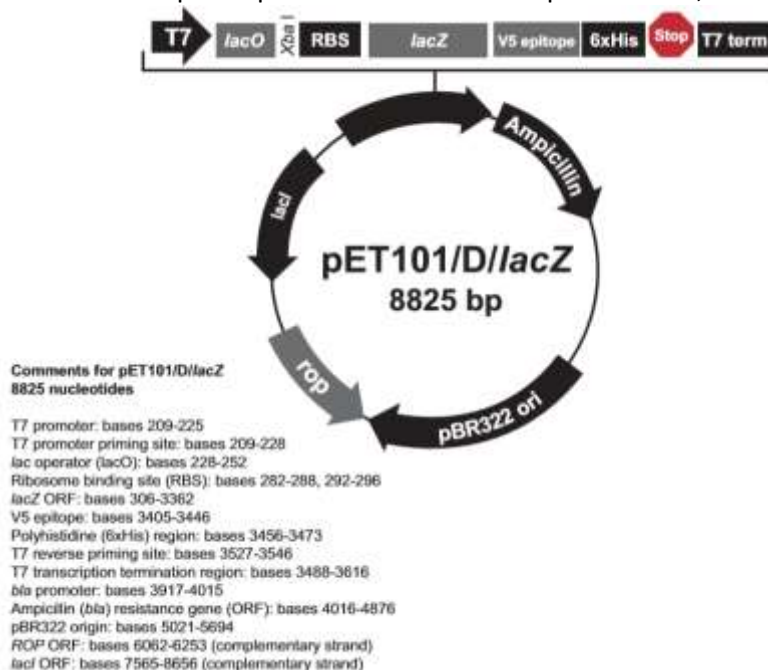 T7 lacO Xba I RBS lacZ V5 epitope 6xHis Stop T7 term
Ampicillin
lacI
pET101/D/lacZ
8825 bp
rop
pBR322 ori
Comments for pET101/D/lacZ
8825 nucleotides
T7 promoter: bases 209-225
T7 promoter priming site: bases 209-228
lac operator (lacO): bases 228-252
Ribosome binding site (RBS): bases 282-288, 292-296
lacZ ORF: bases 306-3362
V5 epitope: bases 3405-3446
Polyhistidine (6xHis) region: bases 3456-3473
T7 reverse priming site: bases 3527-3546
T7 transcription termination region: bases 3488-3616
bla promoter: bases 3917-4015
Ampicillin (bla) resistance gene (ORF): bases 4016-4876
pBR322 origin: bases 5021-5694
ROP ORF: bases 6062-6253 (complementary strand)
lacI ORF: bases 7565-8656 (complementary strand)